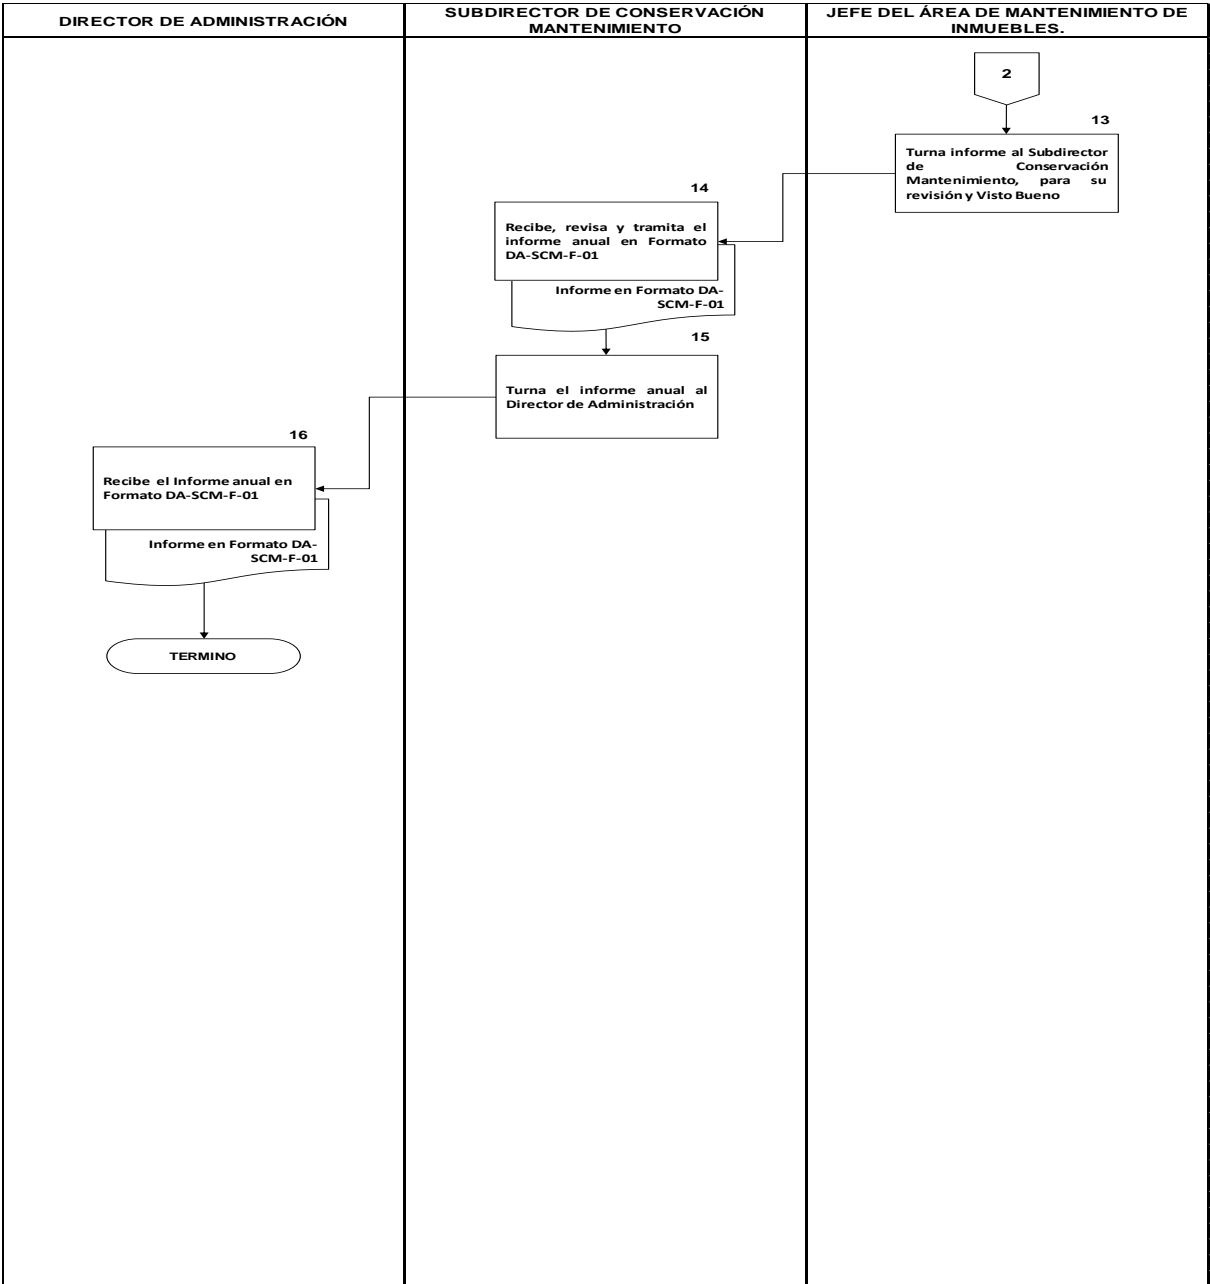 DIRECTOR DE ADMINISTRACIÓN
SUBDIRECTOR DE CONSERVACIÓN
MANTENIMIENTO
JEFE DEL ÁREA DE MANTENIMIENTO DE
INMUEBLES.
2
13
Turna informe al Subdirector
de Conservación
Mantenimiento, para su
revisión y Visto Bueno
14
Recibe, revisa y tramita el
informe anual en Formato
DA-SCM-F-01
Informe en Formato DA-
SCM-F-01
15
Turna el informe anual al
Director de Administración
16
Recibe el Informe anual en
Formato DA-SCM-F-01
Informe en Formato DA-
SCM-F-01
TERMINO